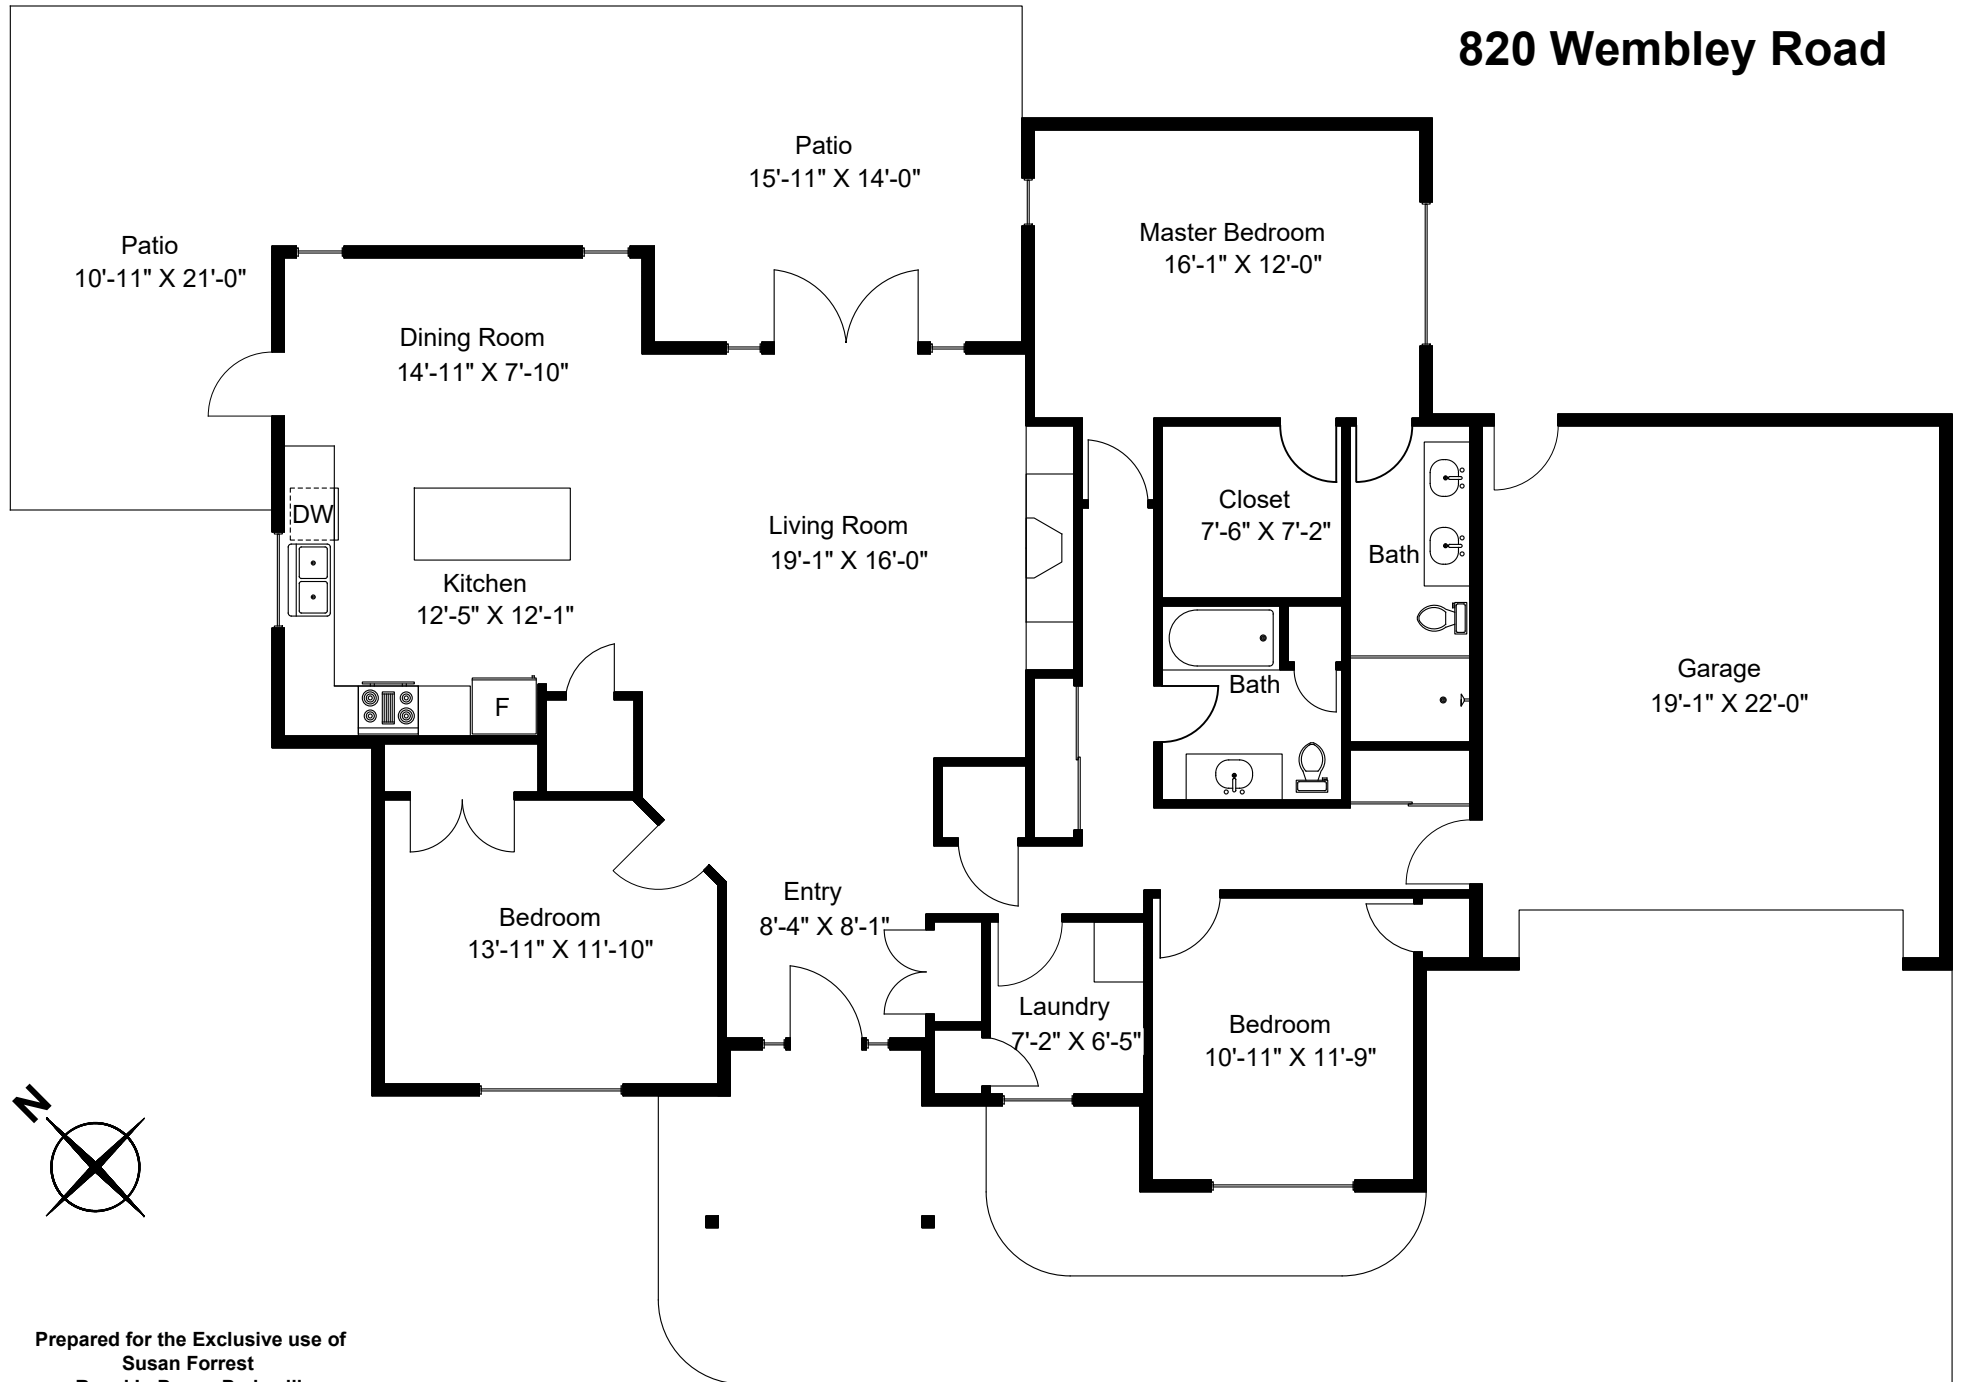 820 Wembley Road
Patio
15'-11" X 14'-0"
Master Bedroom
16'-1" X 12'-0"
Patio
10'-11" X 21'-0"
Dining Room
14'-11" X 7'-10"
DW
Kitchen
12'-5" X 12'-1"
F
Living Room
19'-1" X 16'-0"
Closet
7'-6" X 7'-2"
Bath
Bath
Garage
19'-1" X 22'-0"
Entry
8'-4" X 8'-1"
Bedroom
13'-11" X 11'-10"
Laundry
7'-2" X 6'-5"
Bedroom
10'-11" X 11'-9"
N
Prepared for the Exclusive use of
Susan Forrest